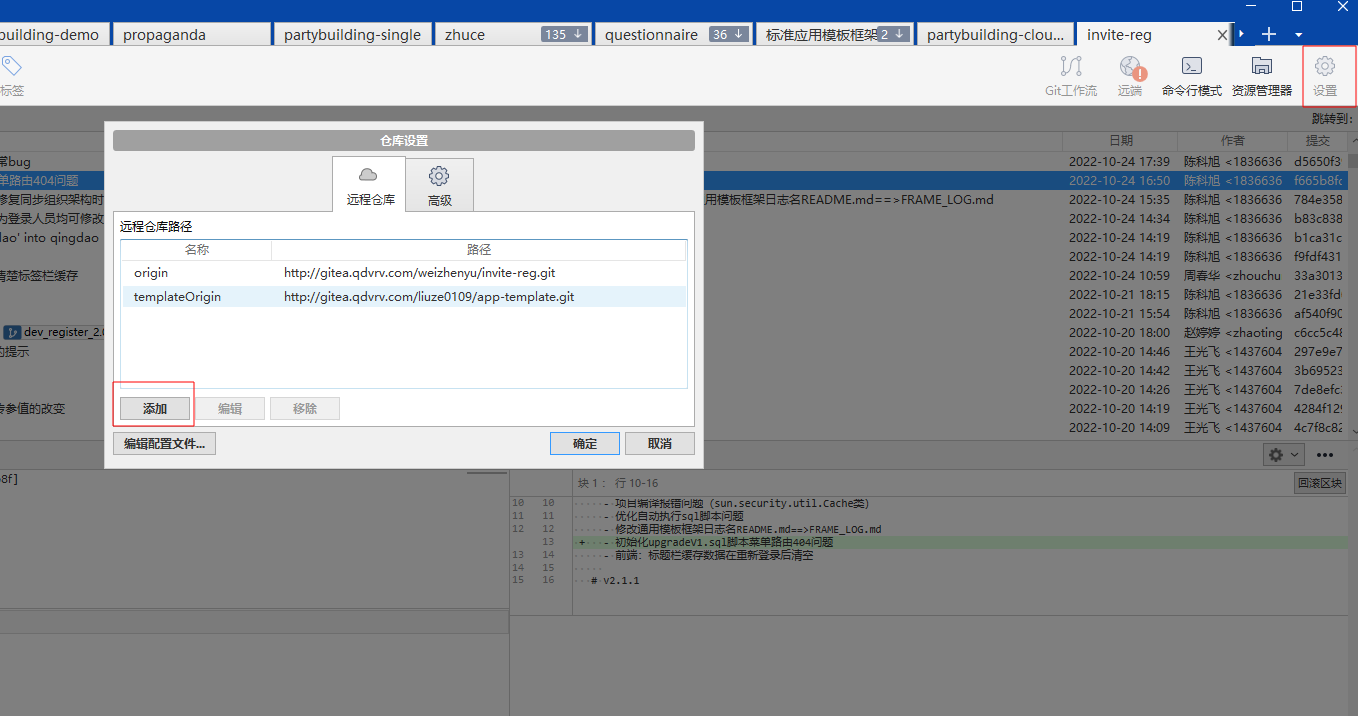 building-demo
propaganda
partybuilding-single
zhuce 135 ↓
questionnaire 36 ↓
标准应用模板框架 2 ↓
partybuilding-clou...
invite-reg
标签
Git工作流
远端
命令行模式
资源管理器
设置
跳转到:
仓库设置
远程仓库
高级
远程仓库路径
名称 路径
origin http://gitea.qdvrv.com/weizhenyu/invite-reg.git
templateOrigin http://gitea.qdvrv.com/liuze0109/app-template.git
添加 编辑 移除
编辑配置文件... 确定 取消
日期 作者 提交
常bug 2022-10-24 17:39 陈科旭 <1836636 d5650f3
单路由404问题 2022-10-24 16:50 陈科旭 <1836636 f665b8fc
修复同步组织架构时 用模板框架日志名README.md==>FRAME_LOG.md 2022-10-24 15:35 陈科旭 <1836636 784e358
为登录人员均可修改 2022-10-24 14:34 陈科旭 <1836636 b83c838
dao' into qingdao 2022-10-24 14:19 陈科旭 <1836636 b1ca31c
2022-10-24 14:19 陈科旭 <1836636 f9fdf431
清楚标签栏缓存 2022-10-24 10:59 周春华 <zhouchu 33a3013
2022-10-21 18:15 陈科旭 <1836636 21e33fd
2022-10-21 15:54 陈科旭 <1836636 af540f90
dev_register_2.0 2022-10-20 18:00 赵婷婷 <zhaoting c6cc5c48
的提示 2022-10-20 14:46 王光飞 <1437604 297e9e7
2022-10-20 14:42 王光飞 <1437604 3b69523
2022-10-20 14:26 王光飞 <1437604 7de8efc
传参值的改变 2022-10-20 14:19 王光飞 <1437604 4284f129
2022-10-20 14:09 王光飞 <1437604 4c7f8c82
b8f]
块 1： 行 10-16 回滚区块
10 10 - 项目编译报错问题（sun.security.util.Cache类）
11 11 - 优化自动执行sql脚本问题
12 12 - 修改通用模板框架日志名README.md==>FRAME_LOG.md
13 + - 初始化upgradeV1.sql脚本菜单路由404问题
13 14 - 前端：标题栏缓存数据在重新登录后清空
14 15
15 16 # v2.1.1